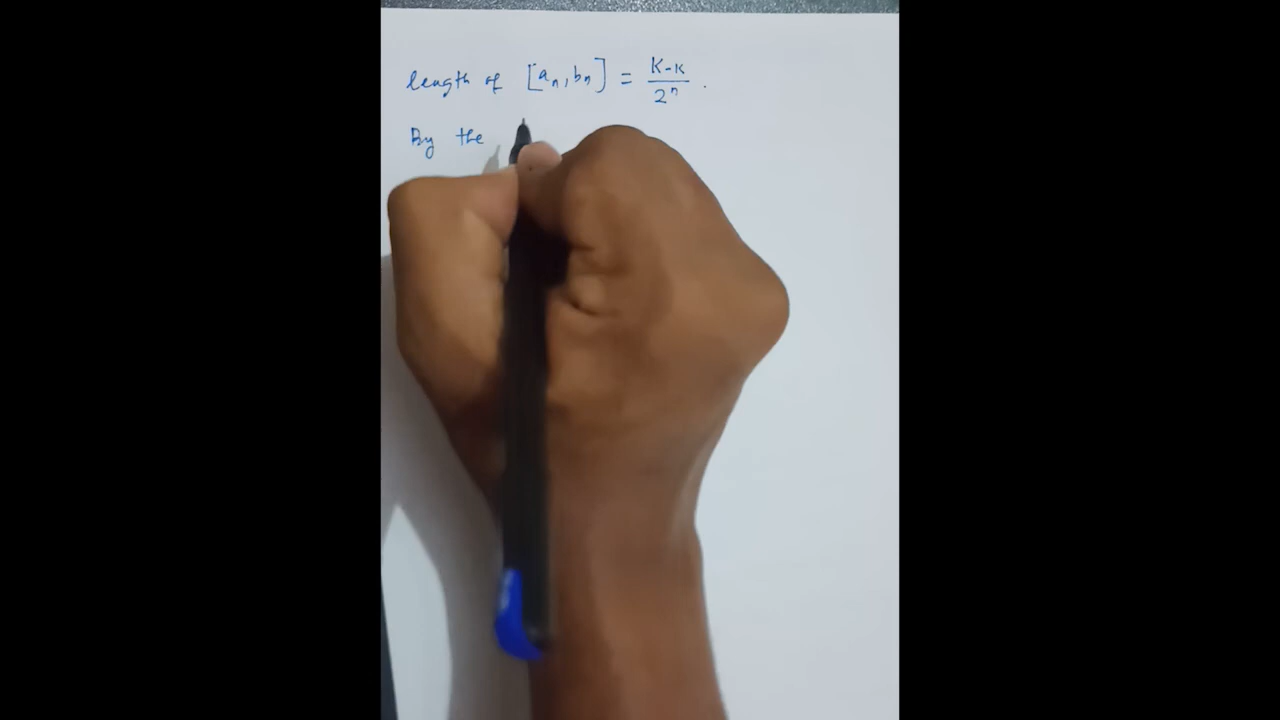 length of [aₙ, bₙ] = K-k/2ⁿ.
By the